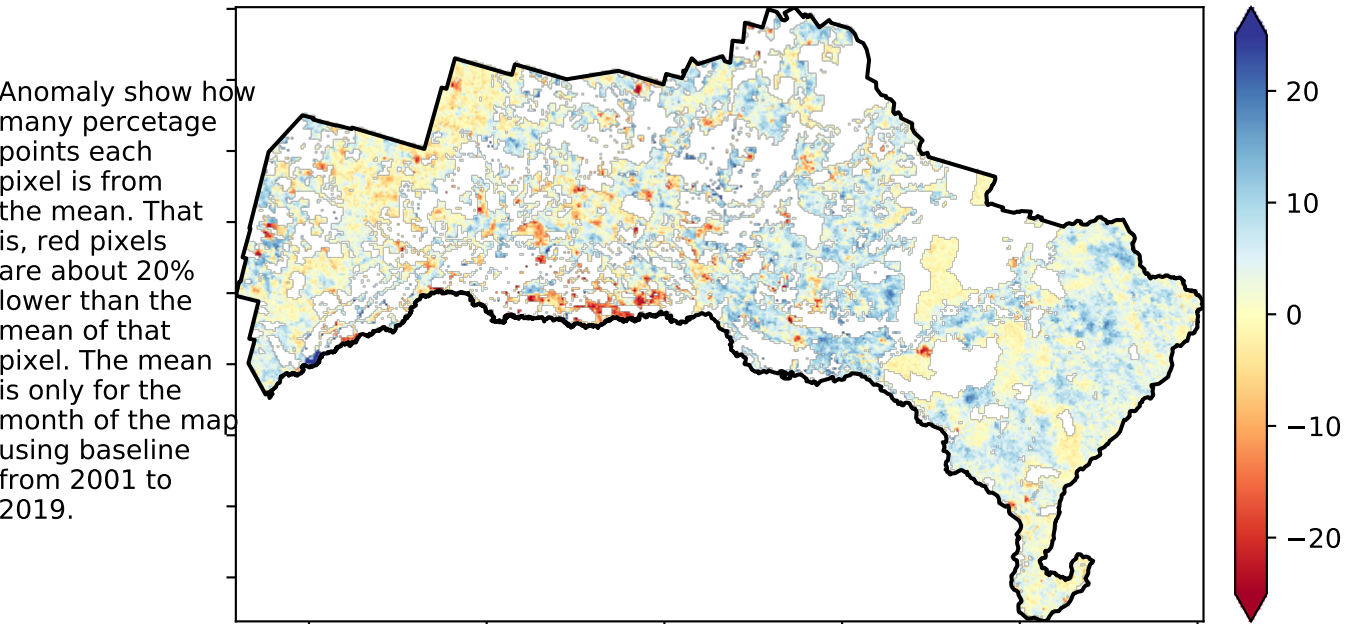 Anomaly show how
many percetage
points each
pixel is from
the mean. That
is, red pixels
are about 20%
lower than the
mean of that
pixel. The mean
is only for the
month of the map
using baseline
from 2001 to
2019.
20
10
0
−10
−20